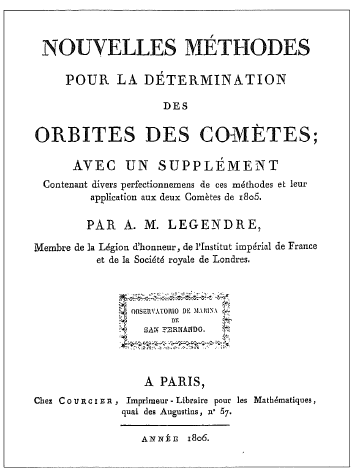 NOUVELLES MÉTHODES
POUR LA DÉTERMINATION
DES
ORBITES DES COMÈTES;
AVEC UN SUPPLÉMENT
Contenant divers perfectionnemens de ces méthodes et leur
application aux deux Comètes de 1805.
PAR A. M. LEGENDRE,
Membre de la Légion d'honneur, de l'Institut impérial de France
et de la Société royale de Londres.
OBSERVATORIO DE MARINA
DE
SAN FERNANDO.
A PARIS,
Chez COURCIER, Imprimeur-Libraire pour les Mathématiques,
quai des Augustins, n° 57.
ANNÉE 1806.